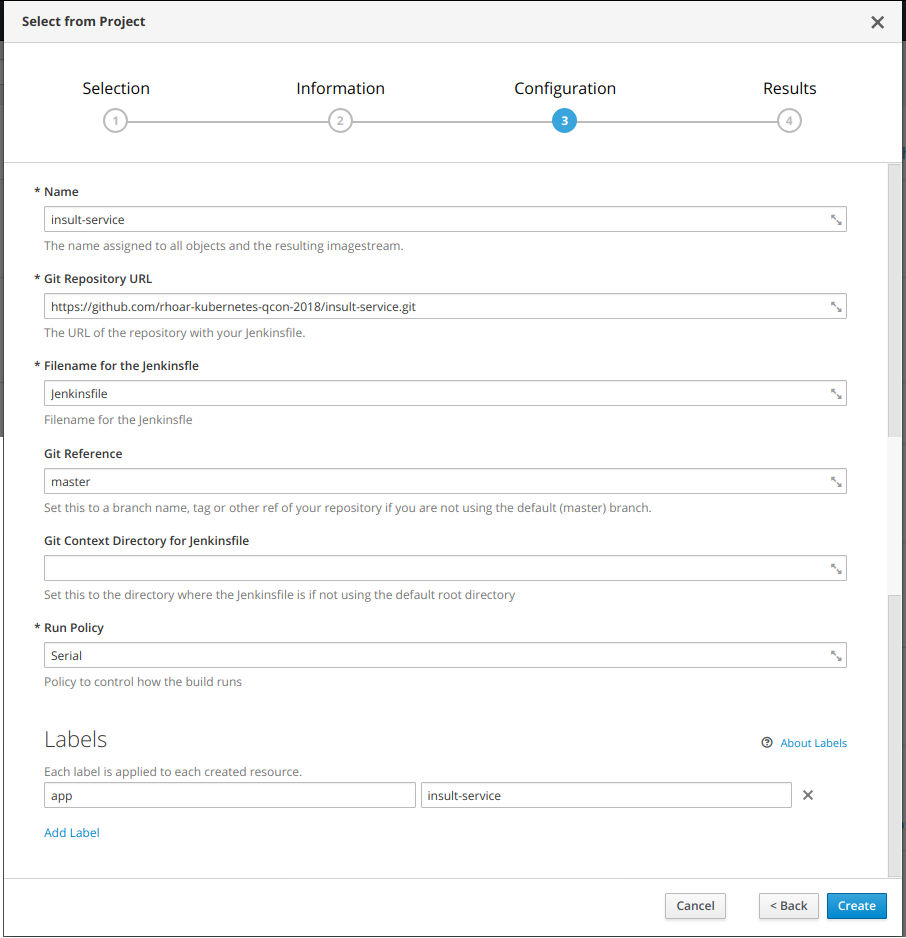 Select from Project
Selection Information Configuration Results
1 2 3 4
* Name
insult-service
The name assigned to all objects and the resulting imagestream.
* Git Repository URL
https://github.com/rhoar-kubernetes-qcon-2018/insult-service.git
The URL of the repository with your Jenkinsfile.
* Filename for the Jenkinsfle
Jenkinsfile
Filename for the Jenkinsfle
Git Reference
master
Set this to a branch name, tag or other ref of your repository if you are not using the default (master) branch.
Git Context Directory for Jenkinsfile
Set this to the directory where the Jenkinsfile is if not using the default root directory
* Run Policy
Serial
Policy to control how the build runs
Labels
About Labels
Each label is applied to each created resource.
app insult-service
Add Label
Cancel < Back Create